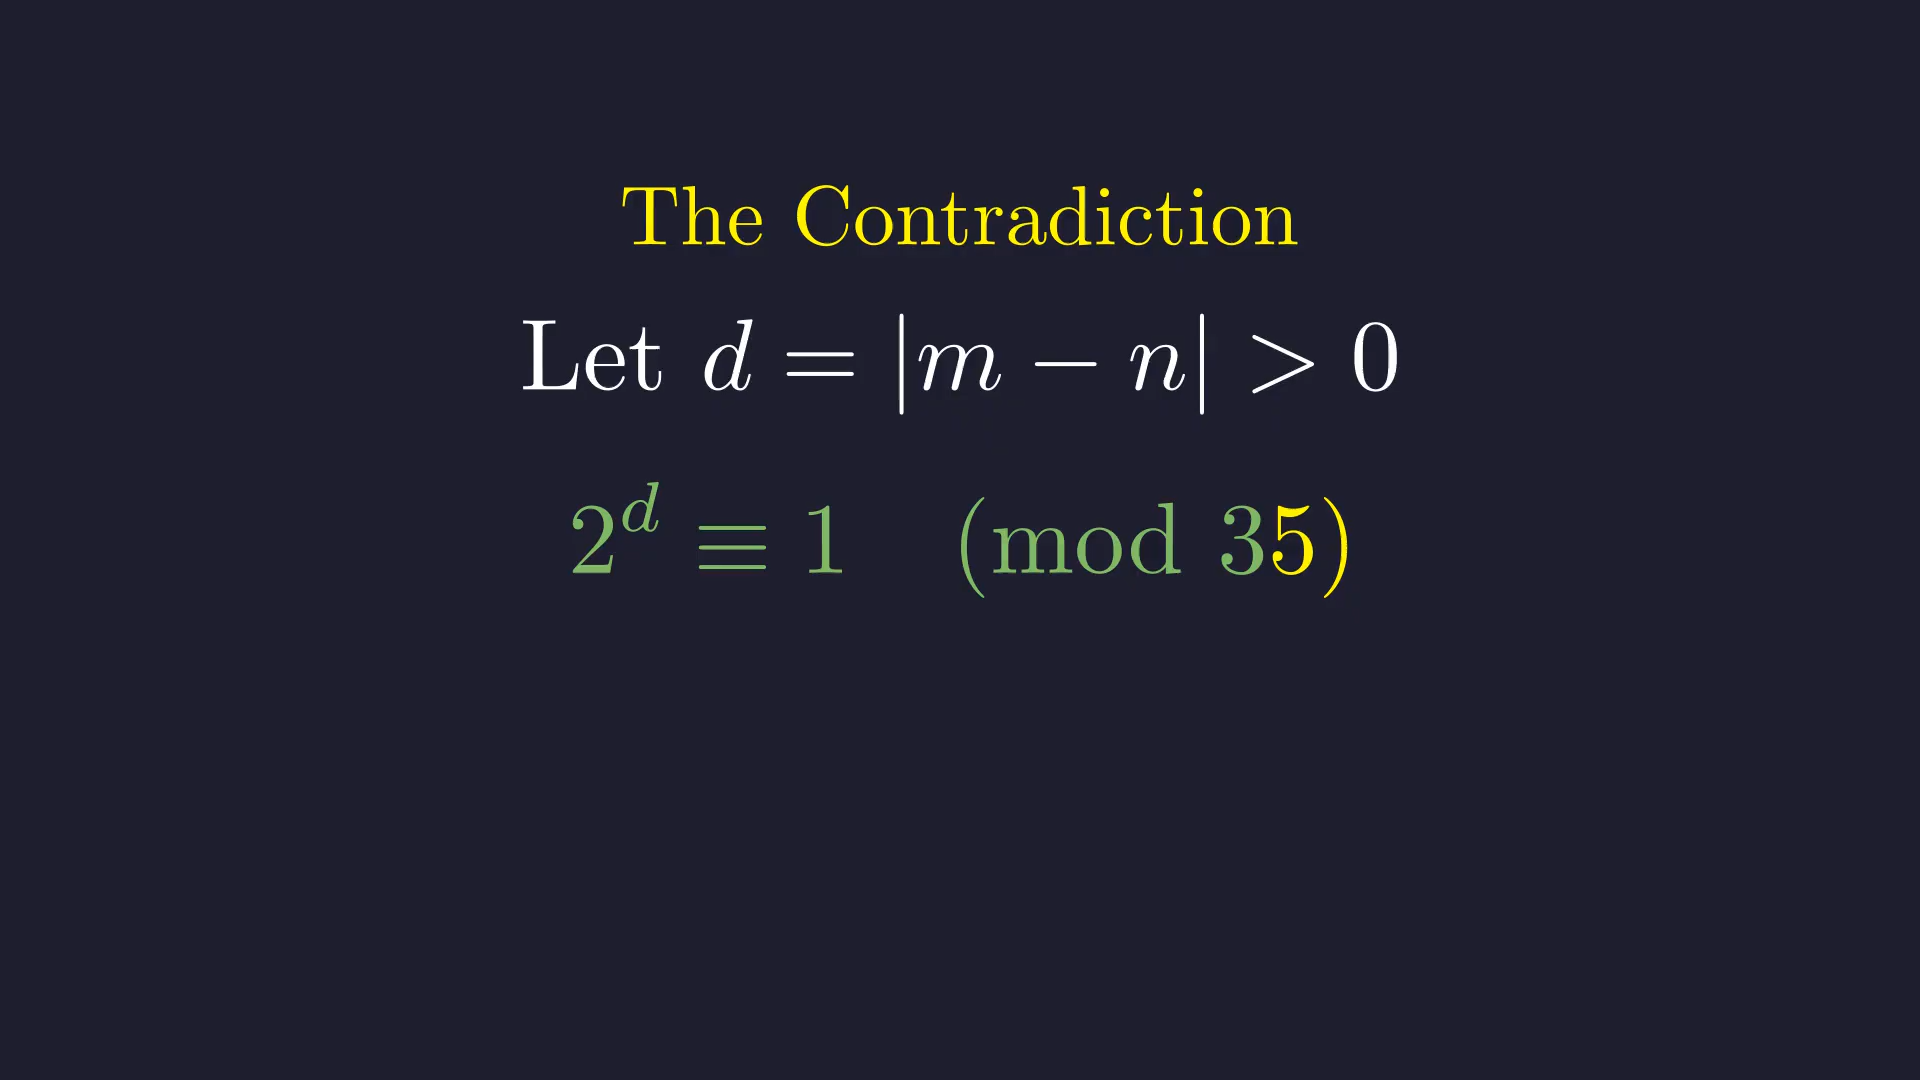 The Contradiction
Let d = |m − n| > 0
2^d ≡ 1 (mod 35)